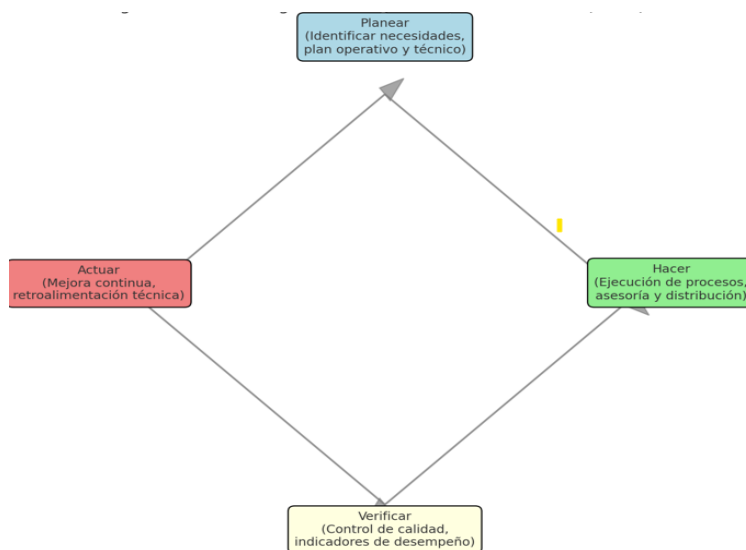 Planear
(Identificar necesidades,
plan operativo y técnico)
Actuar
(Mejora continua,
retroalimentación técnica)
Hacer
(Ejecución de procesos,
asesoría y distribución)
Verificar
(Control de calidad,
indicadores de desempeño)